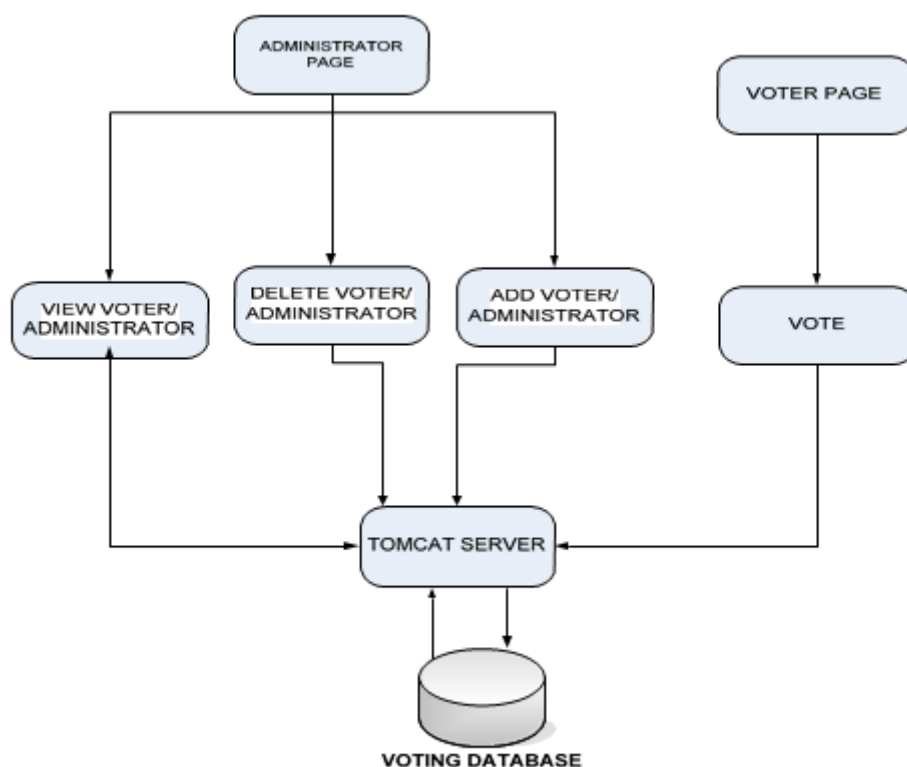 ADMINISTRATOR
PAGE
VOTER PAGE
VIEW VOTER/
ADMINISTRATOR
DELETE VOTER/
ADMINISTRATOR
ADD VOTER/
ADMINISTRATOR
VOTE
TOMCAT SERVER
VOTING DATABASE